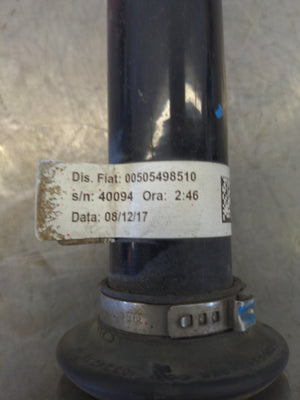 Dis. Fiat: 00505498510
s/n: 40094 Ora: 2:46
Data: 08/12/17